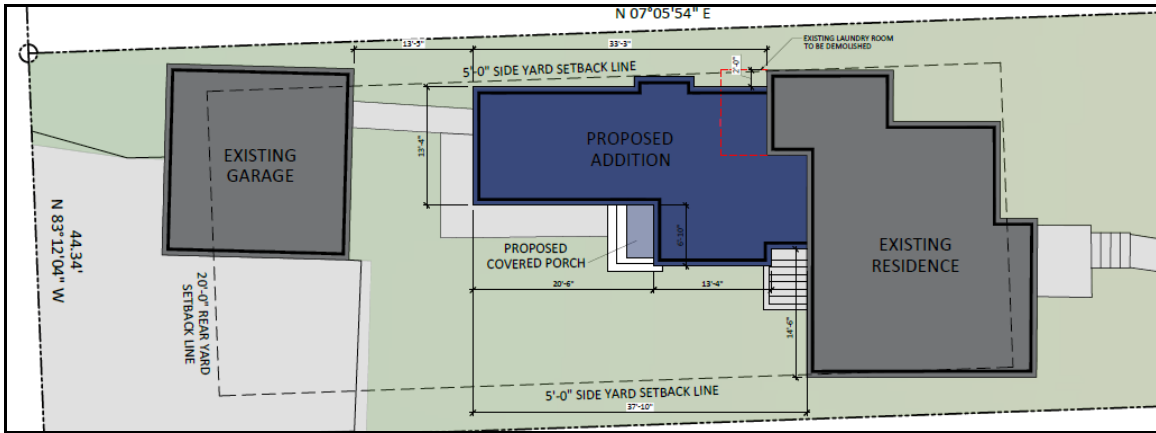 N 07°05'54" E
EXISTING LAUNDRY ROOM
TO BE DEMOLISHED
13'-5"
33'-3"
2'-0"
5'-0" SIDE YARD SETBACK LINE
EXISTING
GARAGE
13'-4"
PROPOSED
ADDITION
6'-10"
PROPOSED
COVERED PORCH
EXISTING
RESIDENCE
44.34'
N 83°12'04" W
20'-0" REAR YARD
SETBACK LINE
20'-6"
13'-4"
14'-6"
5'-0" SIDE YARD SETBACK LINE
37'-10"